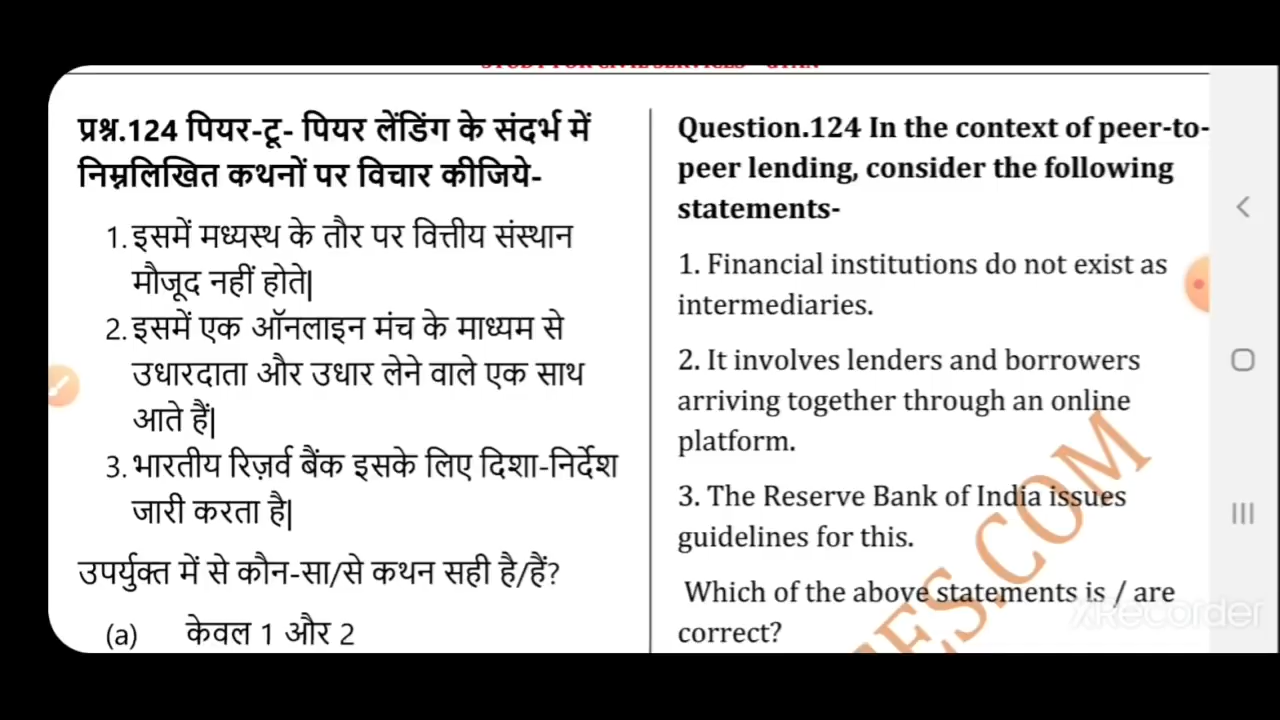 प्रश्न.124 पियर-टू- पियर लेंडिंग के संदर्भ में
निम्नलिखित कथनों पर विचार कीजिये-
1. इसमें मध्यस्थ के तौर पर वित्तीय संस्थान
मौजूद नहीं होते|
2. इसमें एक ऑनलाइन मंच के माध्यम से
उधारदाता और उधार लेने वाले एक साथ
आते हैं|
3. भारतीय रिज़र्व बैंक इसके लिए दिशा-निर्देश
जारी करता है|
उपर्युक्त में से कौन-सा/से कथन सही है/हैं?
(a) केवल 1 और 2
Question.124 In the context of peer-to-
peer lending, consider the following
statements-
1. Financial institutions do not exist as
intermediaries.
2. It involves lenders and borrowers
arriving together through an online
platform.
3. The Reserve Bank of India issues
guidelines for this.
Which of the above statements is / are
correct?
ES.COM
XRecorder